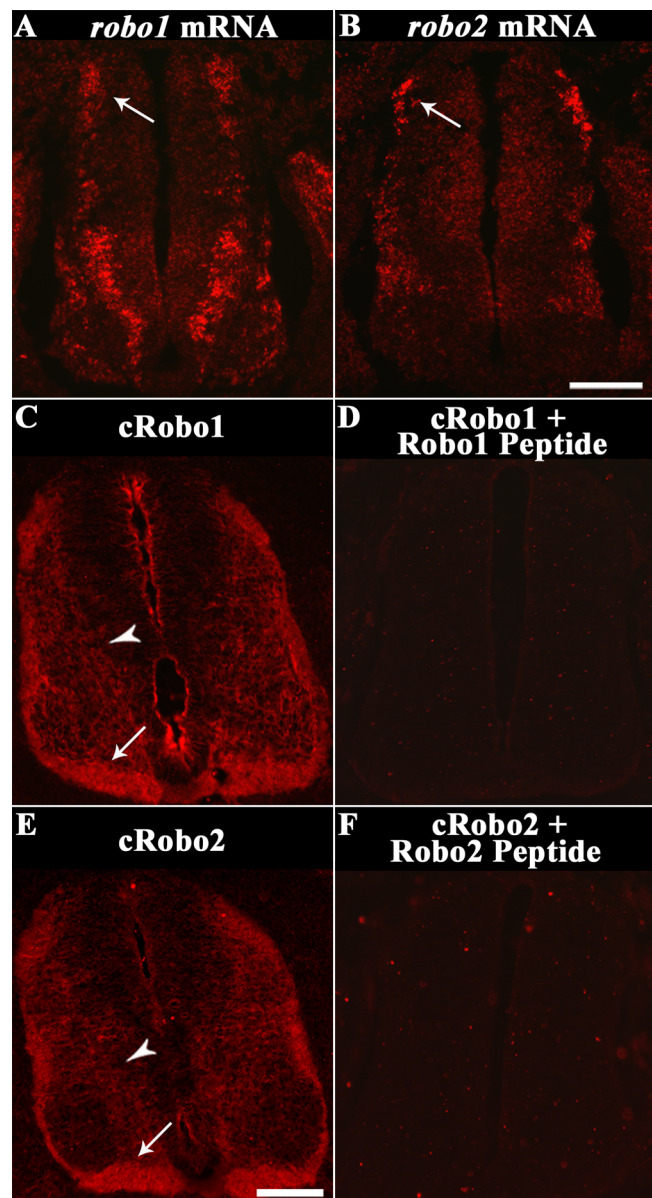 A robo1 mRNA
B robo2 mRNA
C cRobo1
D cRobo1 +
Robo1 Peptide
E cRobo2
F cRobo2 +
Robo2 Peptide